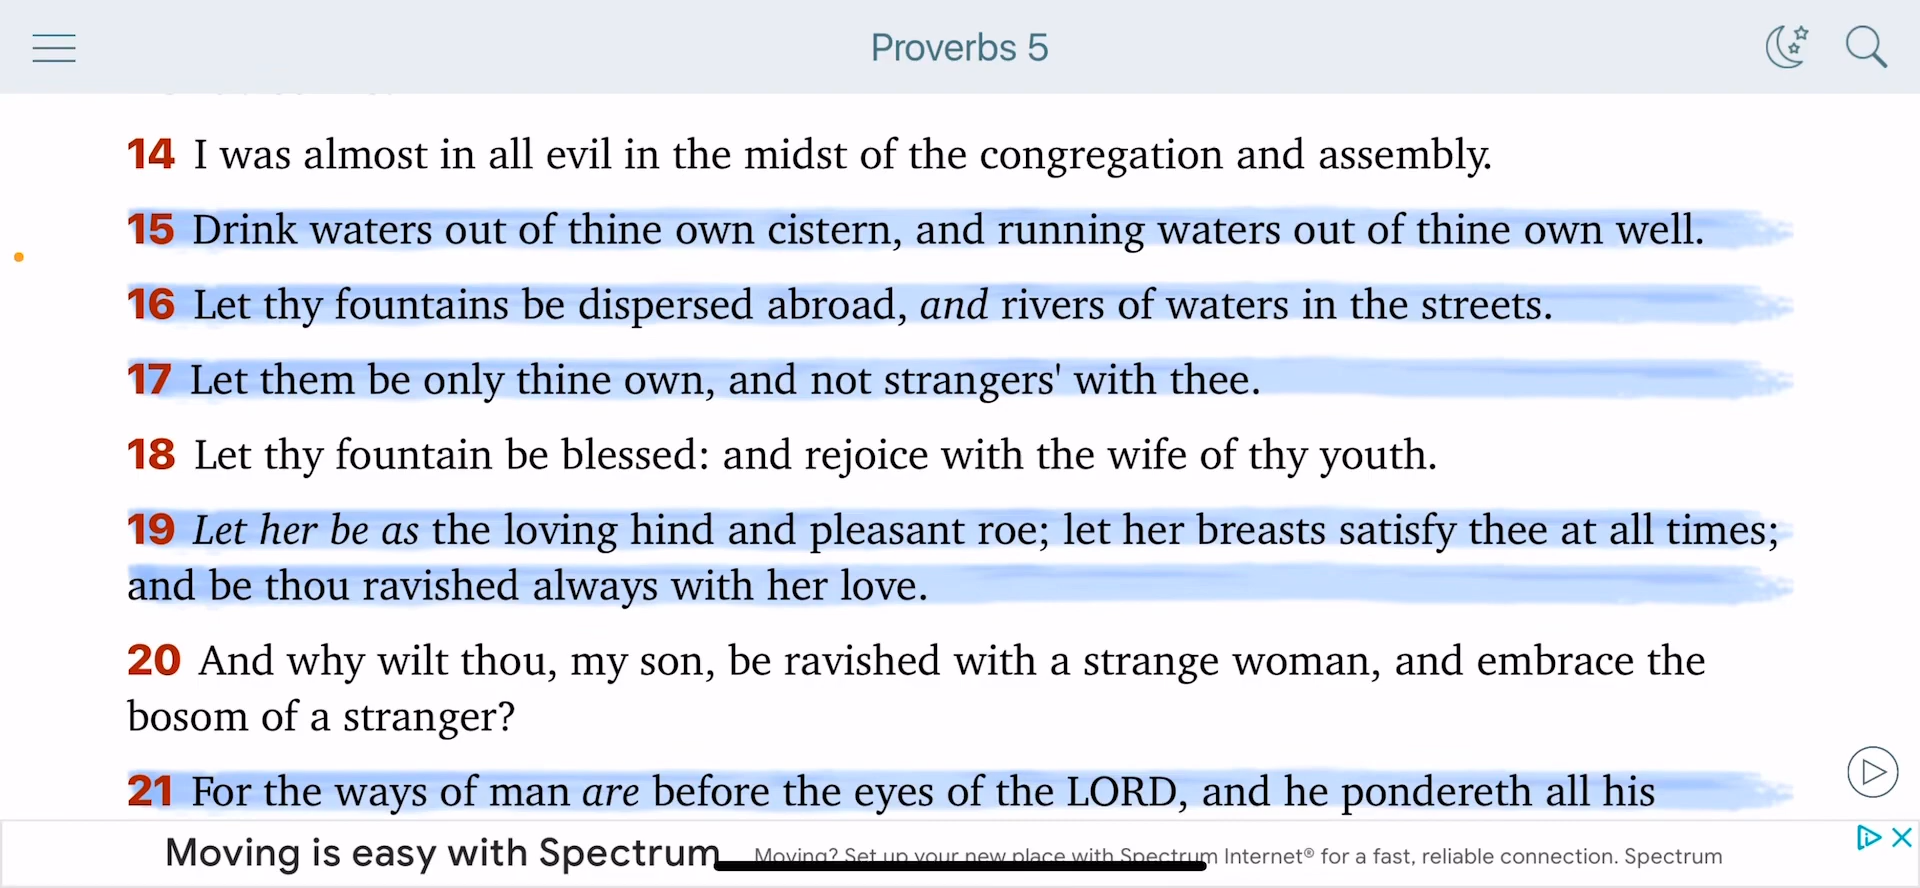 Proverbs 5
14 I was almost in all evil in the midst of the congregation and assembly.
15 Drink waters out of thine own cistern, and running waters out of thine own well.
16 Let thy fountains be dispersed abroad, and rivers of waters in the streets.
17 Let them be only thine own, and not strangers' with thee.
18 Let thy fountain be blessed: and rejoice with the wife of thy youth.
19 Let her be as the loving hind and pleasant roe; let her breasts satisfy thee at all times;
and be thou ravished always with her love.
20 And why wilt thou, my son, be ravished with a strange woman, and embrace the
bosom of a stranger?
21 For the ways of man are before the eyes of the LORD, and he pondereth all his
Moving is easy with Spectrum Moving? Set up your new place with Spectrum Internet® for a fast, reliable connection. Spectrum